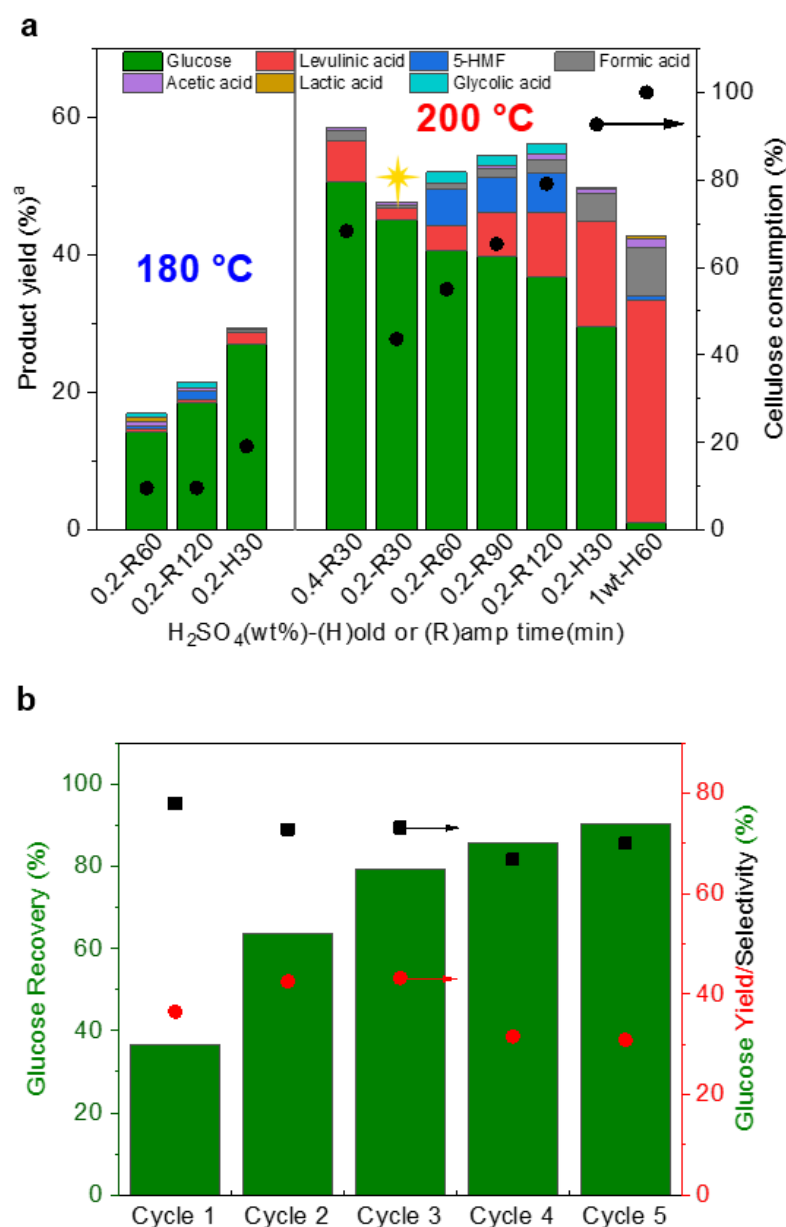 a
Glucose Levulinic acid 5-HMF Formic acid
Acetic acid Lactic acid Glycolic acid
200 °C
180 °C
Product yield (%)ᵃ
0
20
40
60
Cellulose consumption (%)
0
20
40
60
80
100
0.2-R60 0.2-R120 0.2-H30 0.4-R30 0.2-R30 0.2-R60 0.2-R90 0.2-R120 0.2-H30 1wt-H60
H₂SO₄(wt%)-(H)old or (R)amp time(min)
b
Glucose Recovery (%)
0
20
40
60
80
100
Glucose Yield/Selectivity (%)
0
20
40
60
80
Cycle 1 Cycle 2 Cycle 3 Cycle 4 Cycle 5